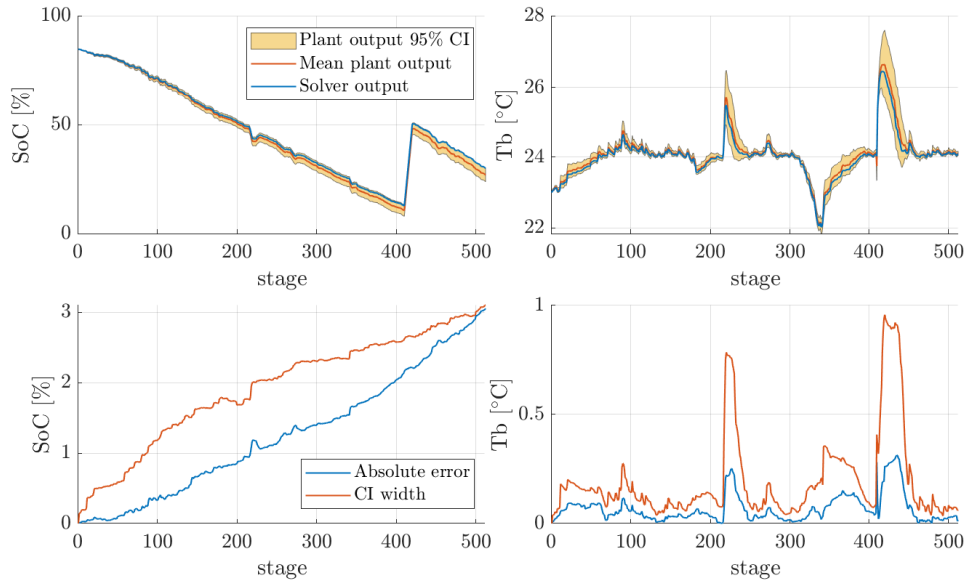 100
50
0
SoC [%]
0 100 200 300 400 500
stage
Plant output 95% CI
Mean plant output
Solver output
28
26
24
22
Tb [°C]
0 100 200 300 400 500
stage
3
2
1
0
SoC [%]
0 100 200 300 400 500
stage
Absolute error
CI width
1
0.5
0
Tb [°C]
0 100 200 300 400 500
stage